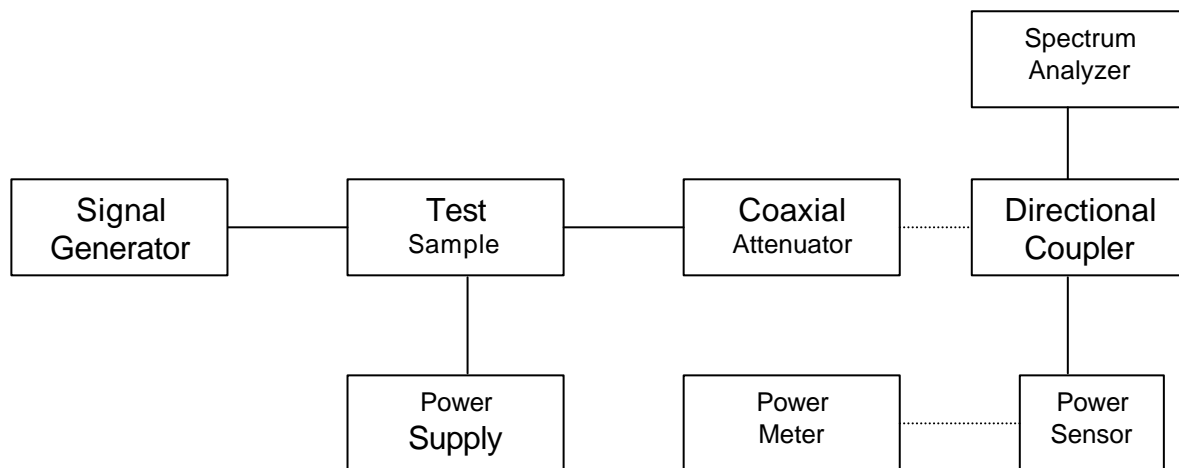 Spectrum
Analyzer
Signal
Generator
Test
Sample
Coaxial
Attenuator
Directional
Coupler
Power
Supply
Power
Meter
Power
Sensor